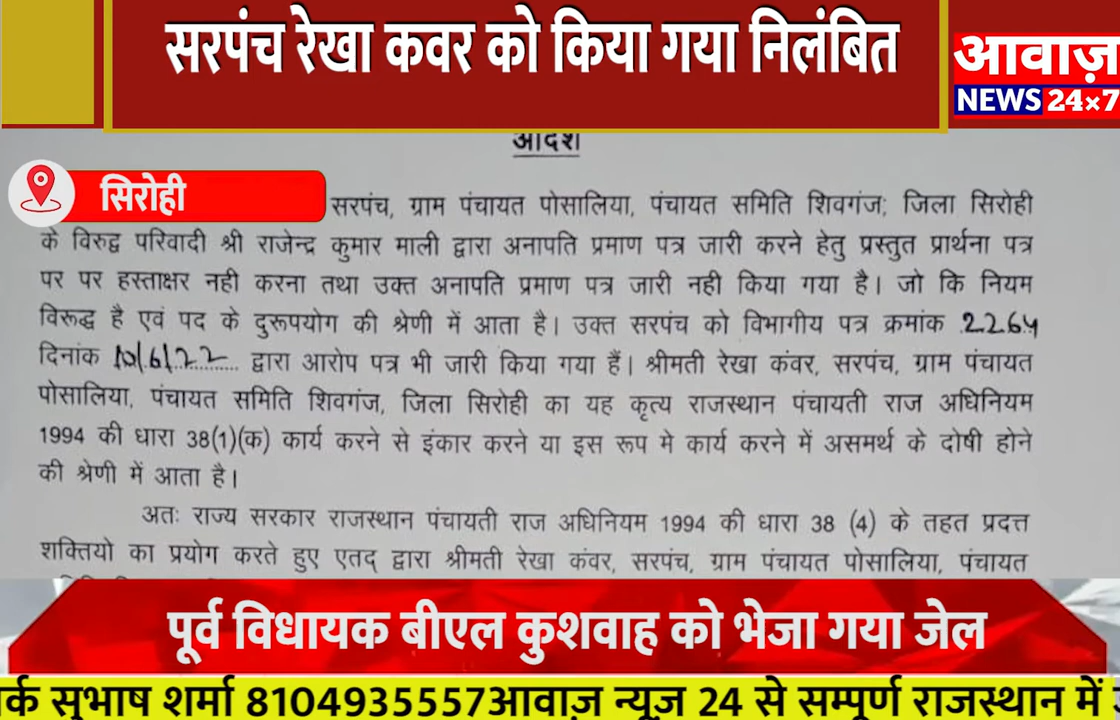 सरपंच रेखा कवर को किया गया निलंबित
आवाज़
NEWS 24×7
आदेश
सिरोही
सरपंच, ग्राम पंचायत पोसालिया, पंचायत समिति शिवगंज, जिला सिरोही
के विरुद्व परिवादी श्री राजेन्द्र कुमार माली द्वारा अनापति प्रमाण पत्र जारी करने हेतु प्रस्तुत प्रार्थना पत्र
पर पर हस्ताक्षर नही करना तथा उक्त अनापति प्रमाण पत्र जारी नही किया गया है। जो कि नियम
विरूद्ध है एवं पद के दुरूपयोग की श्रेणी में आता है। उक्त सरपंच को विभागीय पत्र क्रमांक 2264
दिनांक 10/6/22 द्वारा आरोप पत्र भी जारी किया गया हैं। श्रीमती रेखा कंवर, सरपंच, ग्राम पंचायत
पोसालिया, पंचायत समिति शिवगंज, जिला सिरोही का यह कृत्य राजस्थान पंचायती राज अधिनियम
1994 की धारा 38(1)(क) कार्य करने से इंकार करने या इस रूप मे कार्य करने में असमर्थ के दोषी होने
की श्रेणी में आता है।
अतः राज्य सरकार राजस्थान पंचायती राज अधिनियम 1994 की धारा 38 (4) के तहत प्रदत्त
शक्तियो का प्रयोग करते हुए एतद् द्वारा श्रीमती रेखा कंवर, सरपंच, ग्राम पंचायत पोसालिया, पंचायत
पूर्व विधायक बीएल कुशवाह को भेजा गया जेल
र्क सुभाष शर्मा 8104935557आवाज़ न्यूज़ 24 से सम्पूर्ण राजस्थान में